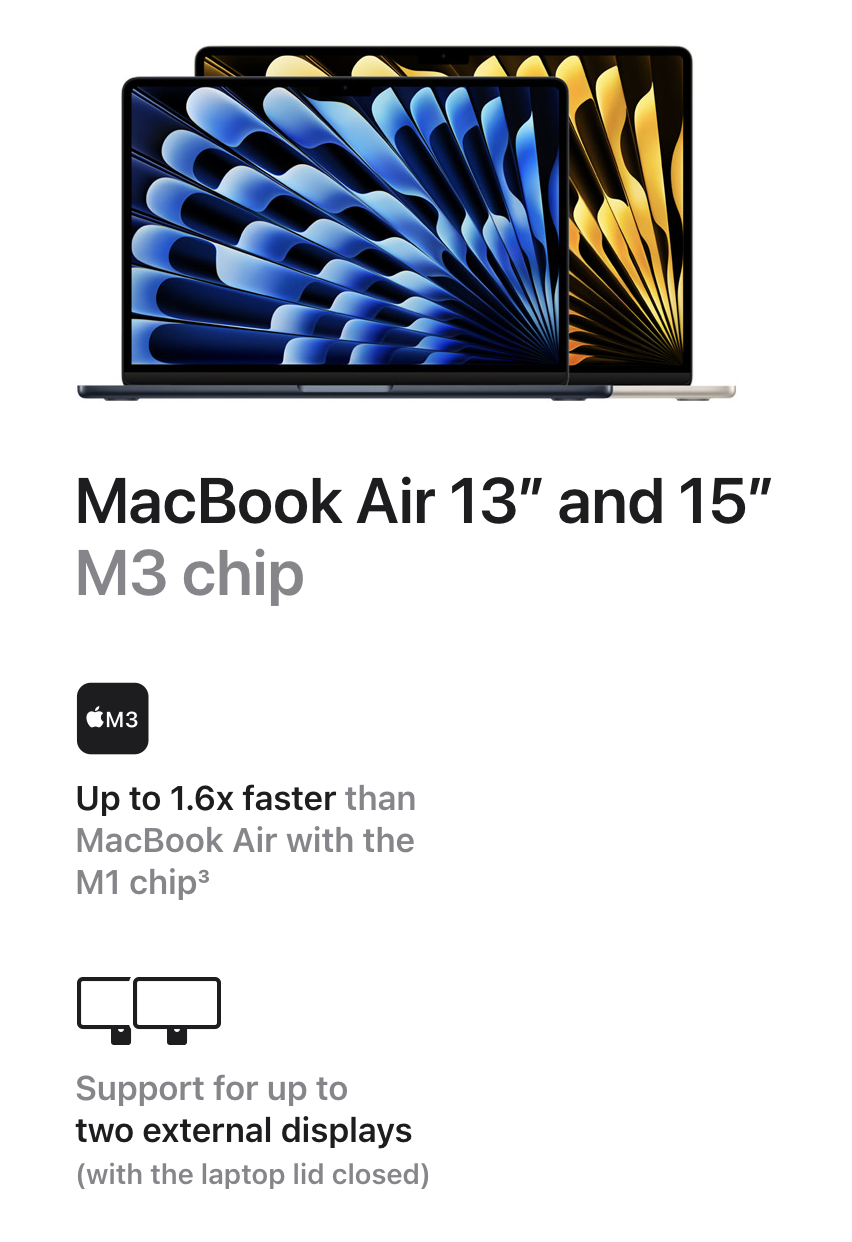 MacBook Air 13” and 15”
M3 chip
M3
Up to 1.6x faster than
MacBook Air with the
M1 chip³
Support for up to
two external displays
(with the laptop lid closed)